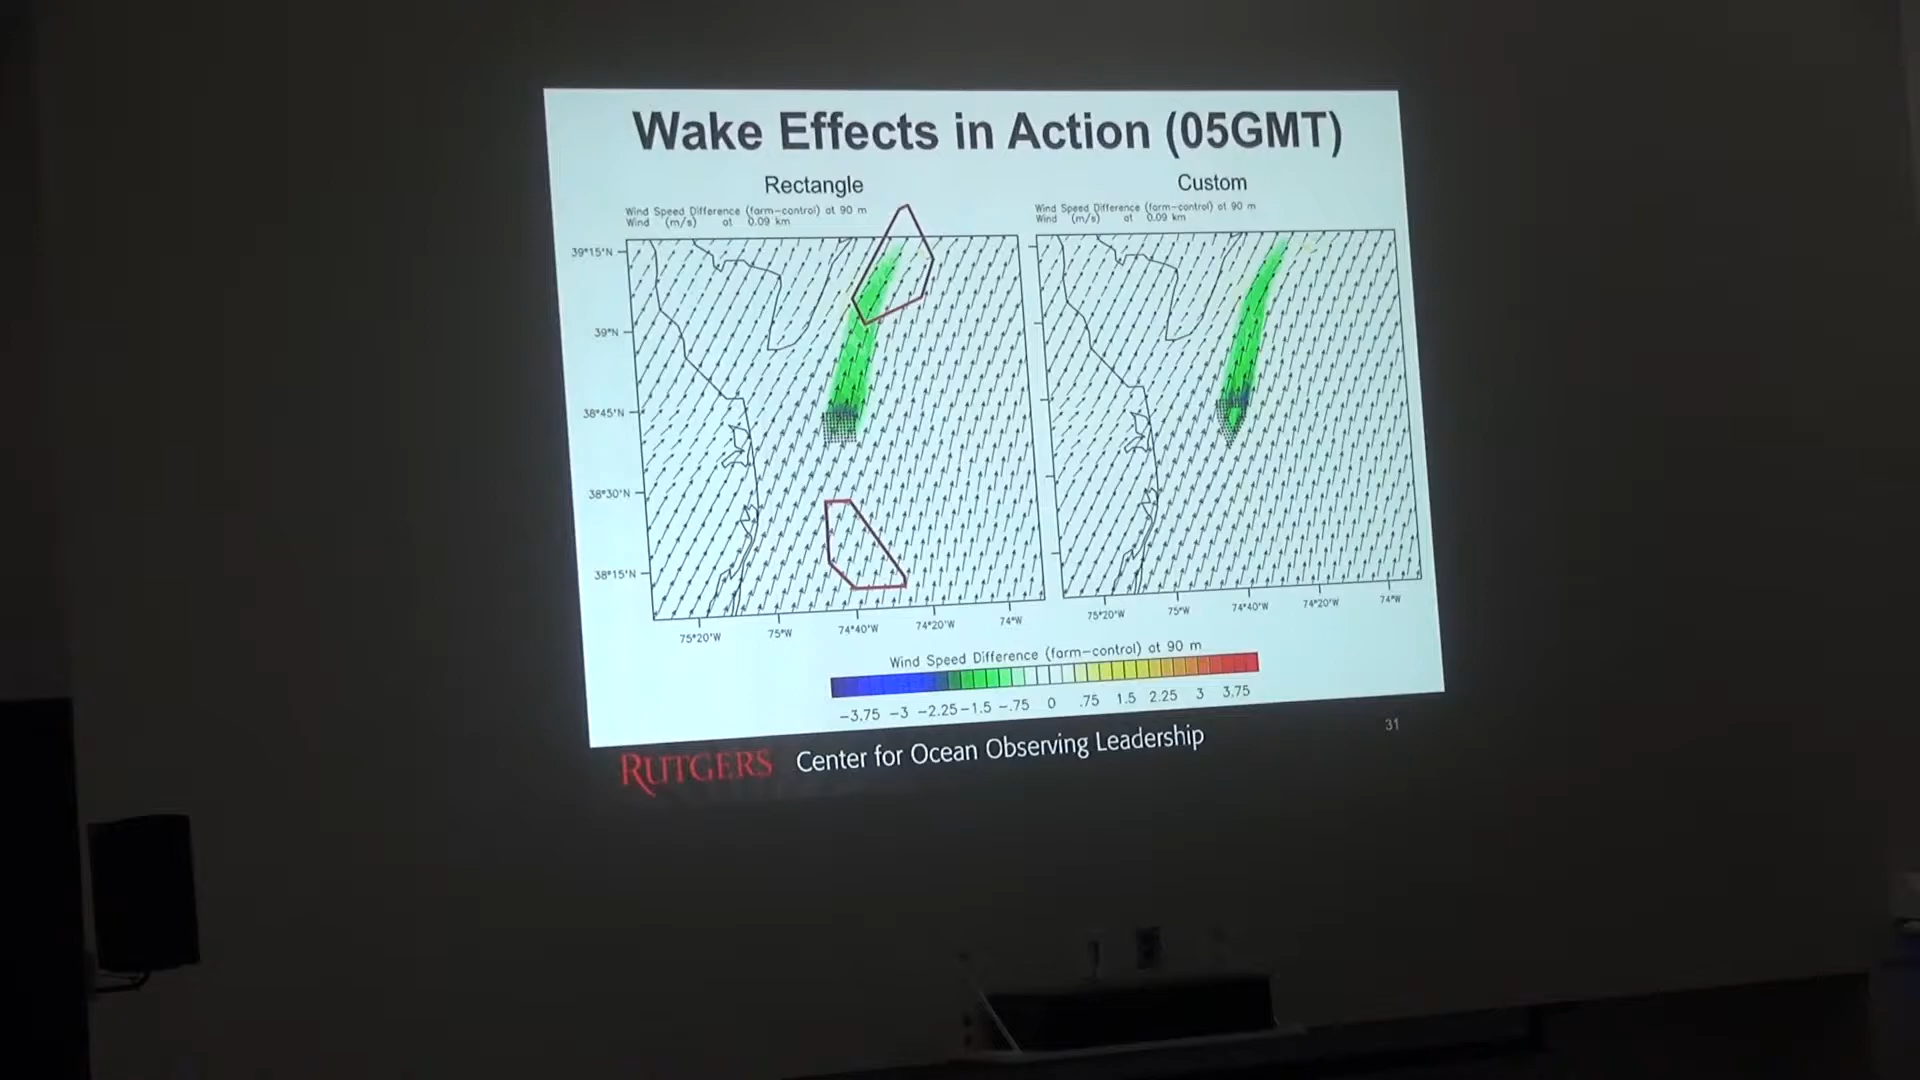 Wake Effects in Action (05GMT)
Rectangle
Custom
Wind Speed Difference (farm-control) at 90 m
Wind (m/s) at 0.09 km
Wind Speed Difference (farm-control) at 90 m
Wind (m/s) at 0.09 km
39°15'N
39°N
38°45'N
38°30'N
38°15'N
75°20'W 75°W 74°40'W 74°20'W 74°W
75°20'W 75°W 74°40'W 74°20'W 74°W
Wind Speed Difference (farm-control) at 90 m
-3.75 -3 -2.25 -1.5 -.75 0 .75 1.5 2.25 3 3.75
RUTGERS Center for Ocean Observing Leadership
31